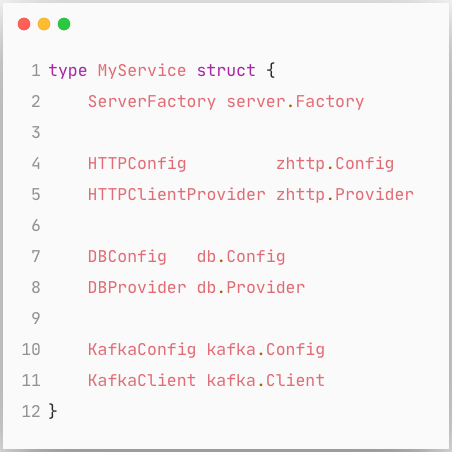 1 type MyService struct {
2     ServerFactory server.Factory
3
4     HTTPConfig         zhttp.Config
5     HTTPClientProvider zhttp.Provider
6
7     DBConfig   db.Config
8     DBProvider db.Provider
9
10     KafkaConfig kafka.Config
11     KafkaClient kafka.Client
12 }